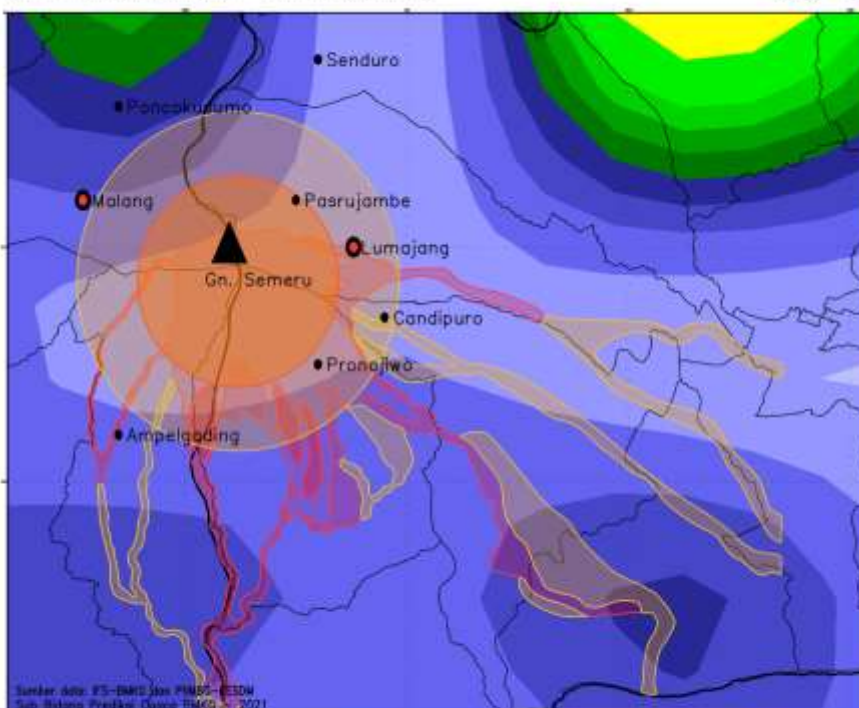 Senduro
Poncokusumo
Malang
Pasrujambe
Lumajang
Gn. Semeru
Candipuro
Pronojiwo
Ampelgading
Sumber data: IFS-BMKG dan PVMBG-KESDM
Sub Bidang Prediksi Cuaca BMKG - 2021